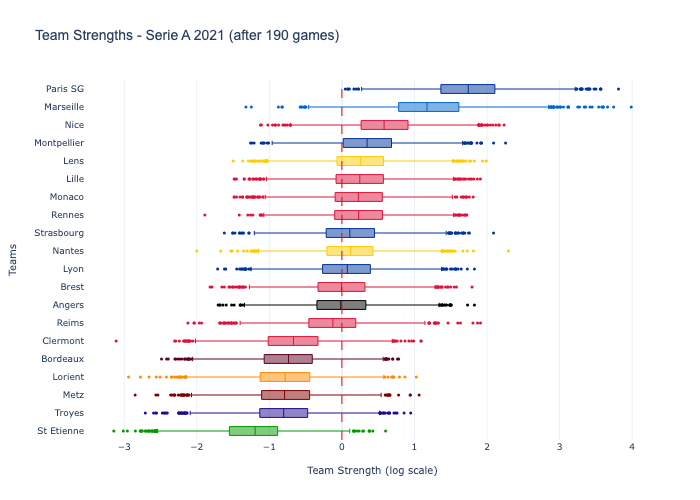 Team Strengths - Serie A 2021 (after 190 games)
Paris SG
Marseille
Nice
Montpellier
Lens
Lille
Monaco
Rennes
Strasbourg
Nantes
Lyon
Brest
Angers
Reims
Clermont
Bordeaux
Lorient
Metz
Troyes
St Etienne
Teams
−3 −2 −1 0 1 2 3 4
Team Strength (log scale)